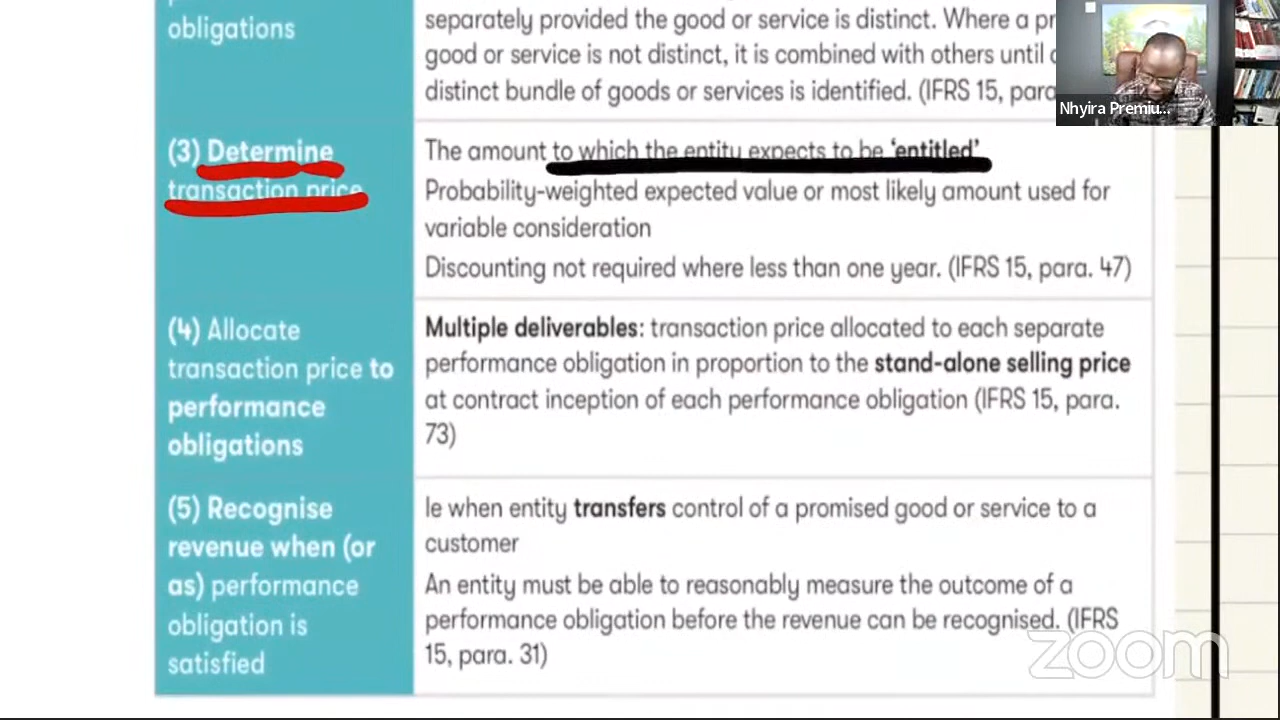 obligations
separately provided the good or service is distinct. Where a pr
good or service is not distinct, it is combined with others until
distinct bundle of goods or services is identified. (IFRS 15, para
Nhyira Premiu...
(3) Determine
transaction price
The amount to which the entity expects to be ‘entitled’
Probability-weighted expected value or most likely amount used for
variable consideration
Discounting not required where less than one year. (IFRS 15, para. 47)
(4) Allocate
transaction price to
performance
obligations
Multiple deliverables: transaction price allocated to each separate
performance obligation in proportion to the stand-alone selling price
at contract inception of each performance obligation (IFRS 15, para.
73)
(5) Recognise
revenue when (or
as) performance
obligation is
satisfied
Ie when entity transfers control of a promised good or service to a
customer
An entity must be able to reasonably measure the outcome of a
performance obligation before the revenue can be recognised. (IFRS
15, para. 31)
zoom